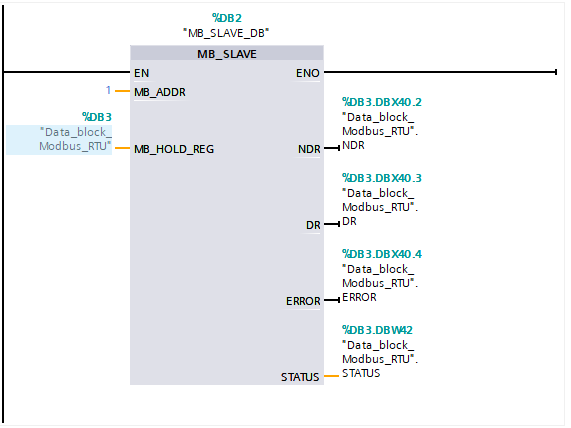 %DB2
"MB_SLAVE_DB"
MB_SLAVE
EN
ENO
1
MB_ADDR
%DB3
"Data_block_
Modbus_RTU"
MB_HOLD_REG
%DB3.DBX40.2
"Data_block_
Modbus_RTU".
NDR
NDR
%DB3.DBX40.3
"Data_block_
Modbus_RTU".
DR
DR
%DB3.DBX40.4
"Data_block_
Modbus_RTU".
ERROR
ERROR
%DB3.DBW42
"Data_block_
Modbus_RTU".
STATUS
STATUS